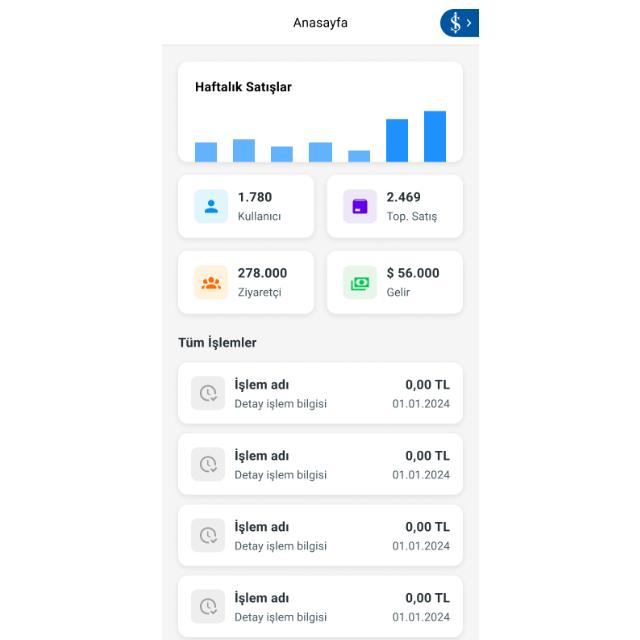 Anasayfa
Haftalık Satışlar
1.780
Kullanıcı
2.469
Top. Satış
278.000
Ziyaretçi
$ 56.000
Gelir
Tüm İşlemler
İşlem adı
0,00 TL
Detay işlem bilgisi
01.01.2024
İşlem adı
0,00 TL
Detay işlem bilgisi
01.01.2024
İşlem adı
0,00 TL
Detay işlem bilgisi
01.01.2024
İşlem adı
0,00 TL
Detay işlem bilgisi
01.01.2024